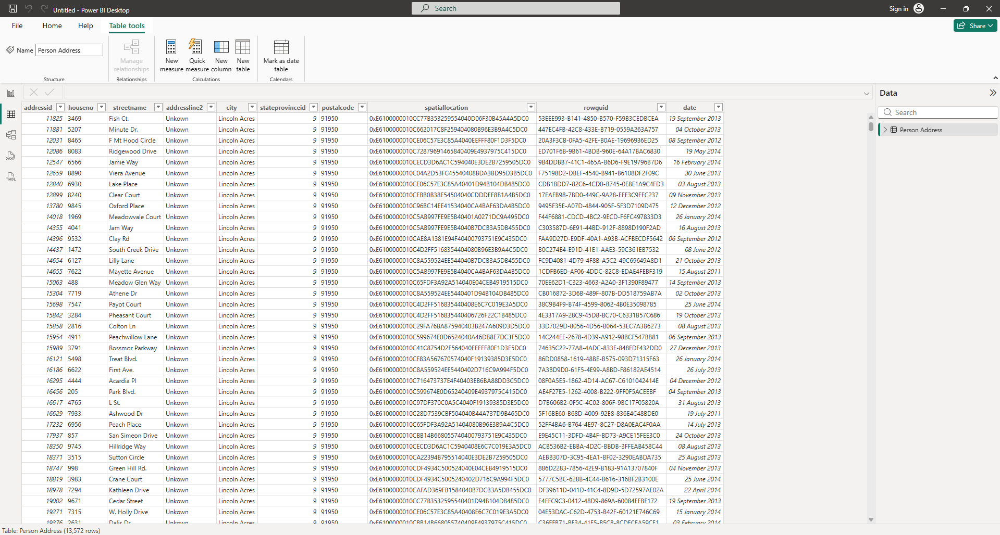 Untitled - Power BI Desktop
Search
Sign in
File Home Help Table tools
Share
Name Person Address
Manage relationships
New measure
Quick measure
New column
New table
Mark as date table
Structure Relationships Calculations Calendars
Data
Search
Person Address
DAX
TMDL
addressid houseno streetname addressline2 city stateprovinceid postalcode spatiallocation rowguid date
11825 3469 Fish Ct. Unkown Lincoln Acres 9 91950 0xE6100000010CC77B353259554040D06F30B45A4A5DC0 53EEE993-B141-4850-B570-F59B3CEDBCEA 19 September 2013
11881 5207 Minute Dr. Unkown Lincoln Acres 9 91950 0xE6100000010C662017C8F259404080B96E3B9A4C5DC0 447EC4FB-42C8-433E-B719-0559A263A757 04 October 2013
12031 8465 F Mt Hood Circle Unkown Lincoln Acres 9 91950 0xE6100000010CE06C57E3C85A4040EEFFF80F1D3F5DC0 20A3F3CB-0FA5-42FE-B0AE-19696936ED25 08 September 2012
12086 8083 Ridgewood Drive Unkown Lincoln Acres 9 91950 0xE6100000010C72879691465840409E4937975C415DC0 ED701F6B-9B61-4BDB-960E-64A17BAC6830 19 May 2014
12547 6566 Jamie Way Unkown Lincoln Acres 9 91950 0xE6100000010CECD3D6AC1C594040E3DE2B7259505DC0 9B4DDBB7-41C1-465A-B6D6-F9E19796B7D6 16 February 2014
12659 8890 Viera Avenue Unkown Lincoln Acres 9 91950 0xE6100000010C04A2D53FC45540408BDA3BD95D3B5DC0 F75198D2-DBEF-4540-B941-B6108DF2F09C 30 June 2013
12840 6930 Lake Place Unkown Lincoln Acres 9 91950 0xE6100000010CE06C57E3C85A40401D94B104DB485DC0 CDB1BDD7-82C6-4CD0-B745-0E8E1A9C4FD3 03 August 2013
12899 8240 Clear Court Unkown Lincoln Acres 9 91950 0xE6100000010CEBB0B38E54504040CDDDEF8B1A4B5DC0 17EAFB98-7BD0-449C-9A28-EFF3C9FFC237 09 November 2013
13780 9845 Oxford Place Unkown Lincoln Acres 9 91950 0xE6100000010C96BC14EE41534040CA4BAF63DA4B5DC0 9495F35E-A07D-4844-905F-5F3D7109D475 12 December 2012
14018 1969 Meadowvale Court Unkown Lincoln Acres 9 91950 0xE6100000010C5AB997FE9E5B40401A0271DC9A495DC0 F44F6881-CDCD-4BC2-9ECD-F6FC497833D3 26 January 2014
14355 4041 Jam Way Unkown Lincoln Acres 9 91950 0xE6100000010C5AB997FE9E5B4040B7DCB3A5DB455DC0 C303587D-6E91-44BD-912F-8898D190F2AD 16 August 2013
14396 9532 Clay Rd Unkown Lincoln Acres 9 91950 0xE6100000010CAE8A1381E94F40400793751E9C435DC0 FAA9D27D-E9DF-40A1-A93B-ACFBECDF5642 06 September 2012
14437 1472 South Creek Drive Unkown Lincoln Acres 9 91950 0xE6100000010C4D2FF5168354404080B96E3B9A4C5DC0 B0C274E4-E91D-41E1-AAE3-59C361EB7532 08 June 2012
14654 6127 Lilly Lane Unkown Lincoln Acres 9 91950 0xE6100000010C8A559524EE544040B7DCB3A5DB455DC0 FC9D4081-4D79-4F8B-A5C2-49C69649A8D1 21 October 2013
14655 7622 Mayette Avenue Unkown Lincoln Acres 9 91950 0xE6100000010C5AB997FE9E5B4040CA4BAF63DA4B5DC0 1CDFB6ED-AF06-4DDC-82C8-EDAE4FEBF319 15 August 2011
15063 488 Meadow Glen Way Unkown Lincoln Acres 9 91950 0xE6100000010C65FDF3A92A514040E04CEB4919515DC0 70EE62D1-C323-4663-A2A0-3F1390F89477 14 September 2013
15304 7719 Athene Dr Unkown Lincoln Acres 9 91950 0xE6100000010C8A559524EE5440401D94B104DB485DC0 CB016872-3D6B-489F-807B-DD518759AB7A 02 October 2013
15698 7547 Payot Court Unkown Lincoln Acres 9 91950 0xE6100000010C4D2FF516835440408E6C7C019E3A5DC0 38C9B4F9-B74F-4599-8062-4B0E35098785 25 June 2014
15842 3284 Pheasant Court Unkown Lincoln Acres 9 91950 0xE6100000010C4D2FF516835440406726F22C1B485DC0 4E3317A9-28C9-45D8-BC70-C6331B57C686 19 October 2013
15858 2816 Colton Ln Unkown Lincoln Acres 9 91950 0xE6100000010C29FA76BA875940403B247A609D3D5DC0 33D7029D-8056-4D56-B064-53EC7A3B6273 08 August 2013
15954 4911 Peachwillow Lane Unkown Lincoln Acres 9 91950 0xE6100000010C599674E0D6524040A46DB8E7DC3F5DC0 14C244EE-2678-4D39-A912-98BCF547BB81 06 September 2013
15989 3791 Rossmor Parkway Unkown Lincoln Acres 9 91950 0xE6100000010C41C8754D2F564040EEFFF80F1D3F5DC0 74635C22-77A8-4ADC-833E-848FDF432DD0 27 December 2013
16121 5498 Treat Blvd. Unkown Lincoln Acres 9 91950 0xE6100000010CF83A567670574040F19139385D3E5DC0 86DD0858-1619-48BE-B575-093D71315F63 26 January 2014
16186 6622 First Ave. Unkown Lincoln Acres 9 91950 0xE6100000010C8A559524EE5440402D716C9A994F5DC0 7A3BD9D0-61F5-4E99-A8BD-F86182AE4514 26 July 2013
16295 4444 Acardia Pl Unkown Lincoln Acres 9 91950 0xE6100000010C716473737E4F40403EB6BA88DD3C5DC0 08F0A5E5-1862-4D14-AC67-C6101042414E 04 December 2012
16456 205 Park Blvd. Unkown Lincoln Acres 9 91950 0xE6100000010C599674E0D65240409E4937975C415DC0 AE4F27E5-1262-4008-B222-9FF0F5ACEEBF 04 September 2013
16617 4765 L St. Unkown Lincoln Acres 9 91950 0xE6100000010C97DF370C0A5C4040F19139385D3E5DC0 D7B606B2-0F5C-4C02-806F-9BC17F05820A 31 August 2013
16629 7933 Ashwood Dr Unkown Lincoln Acres 9 91950 0xE6100000010C28D7539CBF504040B44A737D9B465DC0 5F16BE60-B68D-4009-92E8-836E4C48BDE0 19 July 2011
17232 6956 Peach Place Unkown Lincoln Acres 9 91950 0xE6100000010C65FDF3A92A51404080B96E3B9A4C5DC0 52FF4BA6-B764-4E97-8C27-D8A0EAC4F0AA 14 July 2013
17937 857 San Simeon Drive Unkown Lincoln Acres 9 91950 0xE6100000010CBB14B668055740400793751E9C435DC0 E9E45C11-3DFD-4B4F-BD73-A9CE15FEE3C0 24 October 2013
18350 9745 Hillridge Way Unkown Lincoln Acres 9 91950 0xE6100000010CECD3D6AC1C5940408E6C7C019E3A5DC0 ACB536B2-EBBA-4D2C-BBDB-3FFEAB458C44 08 August 2013
18371 3515 Sutton Circle Unkown Lincoln Acres 9 91950 0xE6100000010CA22394B795514040E3DE2B7259505DC0 AEBB307D-3C95-4EA1-BF02-3290EABDA735 25 August 2013
18747 998 Green Hill Rd. Unkown Lincoln Acres 9 91950 0xE6100000010CDF4934C500524040E04CEB4919515DC0 886D2283-7856-42E9-B183-91A13707840F 04 November 2013
18819 3983 Crane Court Unkown Lincoln Acres 9 91950 0xE6100000010CDF4934C5005240402D716C9A994F5DC0 5777C5BC-628B-4C44-B616-316BF2B3100E 25 June 2014
18978 7294 Kathleen Drive Unkown Lincoln Acres 9 91950 0xE6100000010CAFAD369FB1584040B7DCB3A5DB455DC0 DF39611D-041D-41C4-8D9D-5D72597AE02A 22 April 2014
19002 9671 Cedar Street Unkown Lincoln Acres 9 91950 0xE6100000010CC77B3532595540401D94B104DB485DC0 E4FFC9C3-0412-48D9-869A-60084EFBF172 19 September 2013
19271 7315 W. Holly Drive Unkown Lincoln Acres 9 91950 0xE6100000010CE06C57E3C85A40408E6C7C019E3A5DC0 04E53DAC-C62D-4753-B42F-60121E746C69 15 January 2014
19376 2631 Dalis Dr Unkown Lincoln Acres 9 91950 0xE6100000010CBB14B668055740409E4937975C415DC0 03 February 2014
Table: Person Address (13,572 rows)